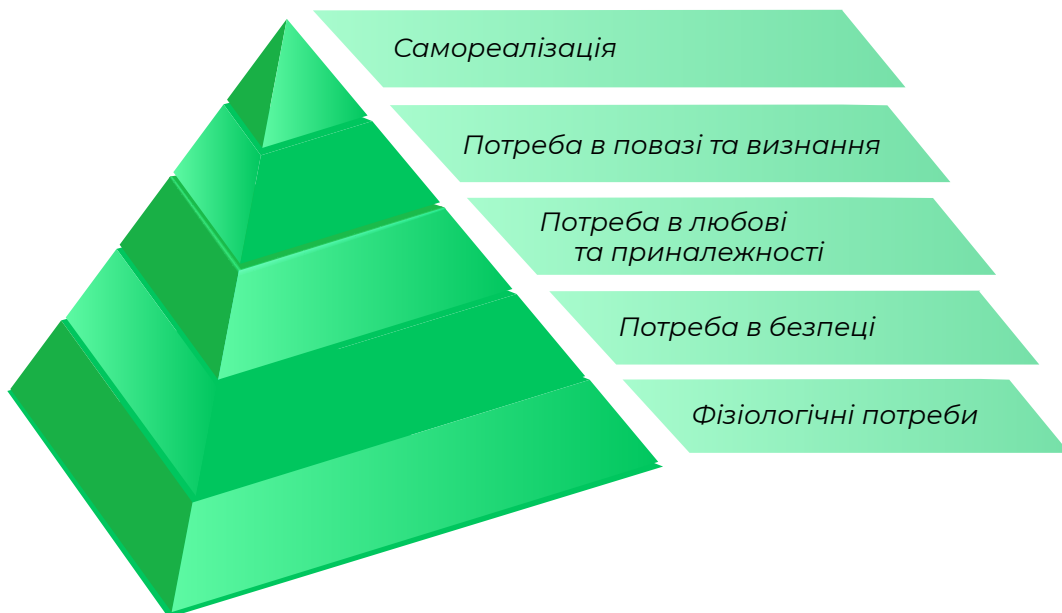 Самореалізація
Потреба в повазі та визнання
Потреба в любові
та приналежності
Потреба в безпеці
Фізіологічні потреби